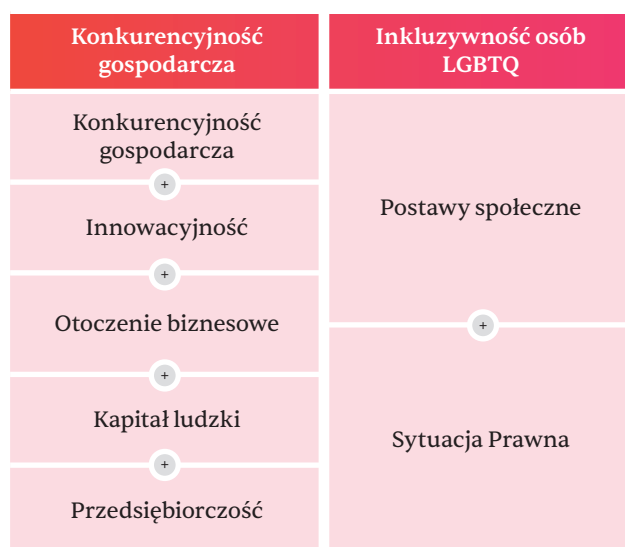 Konkurencyjność
gospodarcza
Konkurencyjność
gospodarcza
+
Innowacyjność
+
Otoczenie biznesowe
+
Kapitał ludzki
+
Przedsiębiorczość
Inkluzywność osób
LGBTQ
Postawy społeczne
+
Sytuacja Prawna